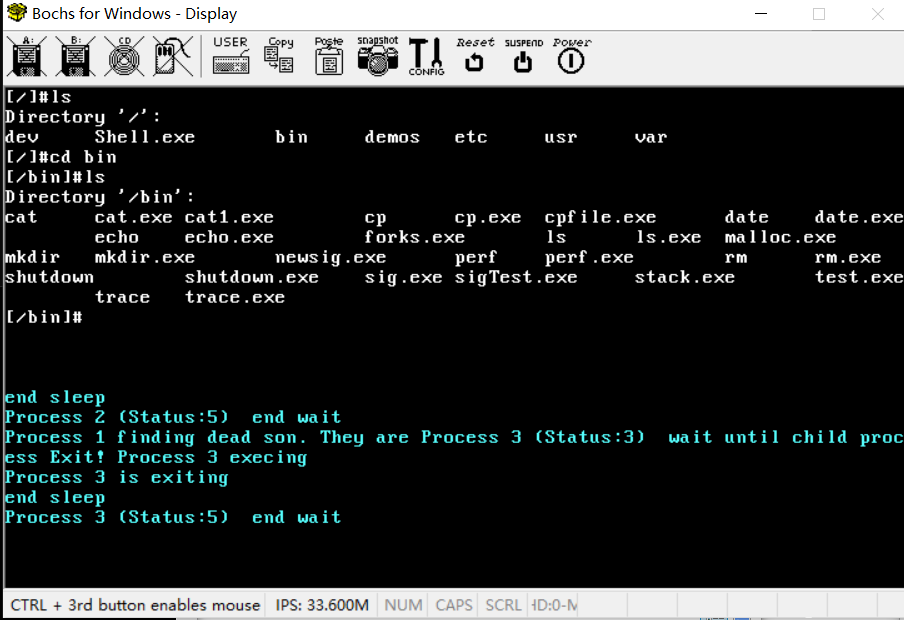 Bochs for Windows - Display
A: B: CD USER Copy Paste snapshot CONFIG Reset SUSPEND Power
[/]#ls
Directory '/':
dev Shell.exe bin demos etc usr var
[/]#cd bin
[/bin]#ls
Directory '/bin':
cat cat.exe cat1.exe cp cp.exe cpfile.exe date date.exe
echo echo.exe forks.exe ls ls.exe malloc.exe
mkdir mkdir.exe newsig.exe perf perf.exe rm rm.exe
shutdown shutdown.exe sig.exe sigTest.exe stack.exe test.exe
trace trace.exe
[/bin]#
end sleep
Process 2 (Status:5) end wait
Process 1 finding dead son. They are Process 3 (Status:3) wait until child proc
ess Exit! Process 3 execing
Process 3 is exiting
end sleep
Process 3 (Status:5) end wait
CTRL + 3rd button enables mouse IPS: 33.600M NUM CAPS SCRL